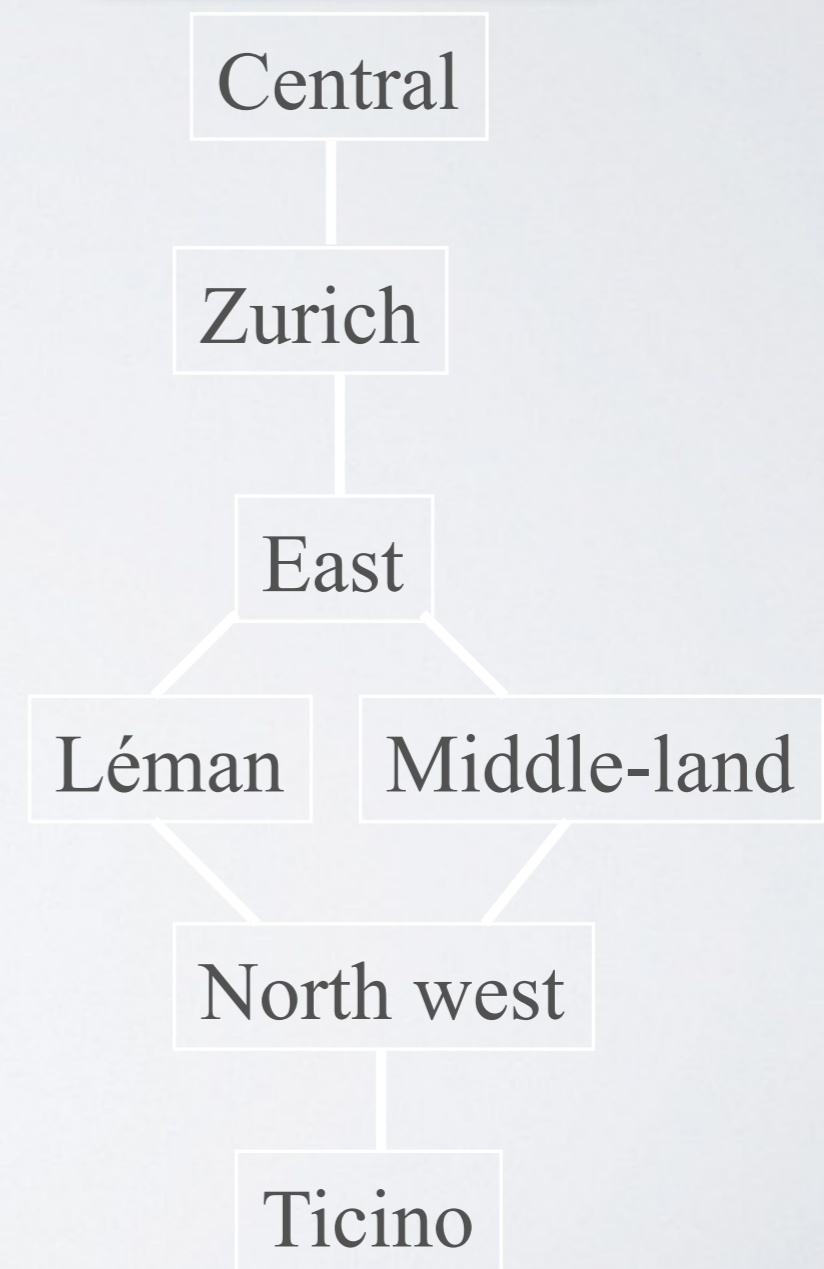 Central
Zurich
East
Léman
Middle-land
North west
Ticino